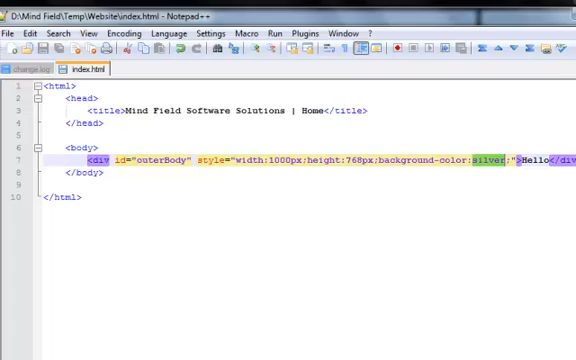 D:\Mind Field\Temp\Website\index.html - Notepad++
File Edit Search View Encoding Language Settings Macro Run Plugins Window ?
change.log index.html
1 <html>
2 <head>
3 <title>Mind Field Software Solutions | Home</title>
4 </head>
5
6 <body>
7 <div id="outerBody" style="width:1000px;height:768px;background-color:silver;">Hello</div
8 </body>
9
10 </html>